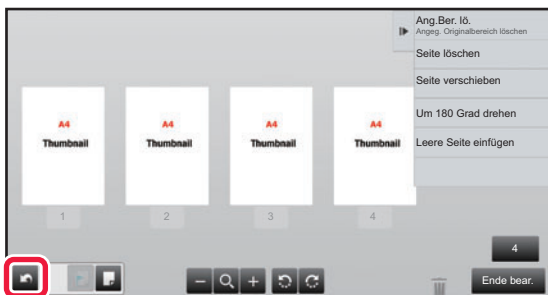 Ang.Ber. lö.
Angeg. Originalbereich löschen
Seite löschen
Seite verschieben
Um 180 Grad drehen
Leere Seite einfügen
A4
Thumbnail
A4
Thumbnail
A4
Thumbnail
A4
Thumbnail
1
2
3
4
4
Ende bear.